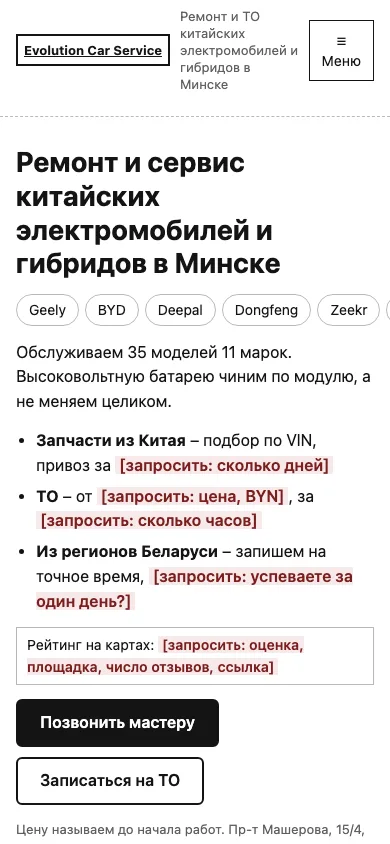 Evolution Car Service
Ремонт и ТО
китайских
электромобилей и
гибридов в
Минске
≡
Меню
Ремонт и сервис
китайских
электромобилей и
гибридов в Минске
Geely BYD Deepal Dongfeng Zeekr
Обслуживаем 35 моделей 11 марок.
Высоковольтную батарею чиним по модулю, а
не меняем целиком.
• Запчасти из Китая – подбор по VIN,
привоз за [запросить: сколько дней]
• ТО – от [запросить: цена, BYN] , за
[запросить: сколько часов]
• Из регионов Беларуси – запишем на
точное время, [запросить: успеваете за
один день?]
Рейтинг на картах: [запросить: оценка,
площадка, число отзывов, ссылка]
Позвонить мастеру
Записаться на ТО
Цену называем до начала работ. Пр-т Машерова, 15/4,